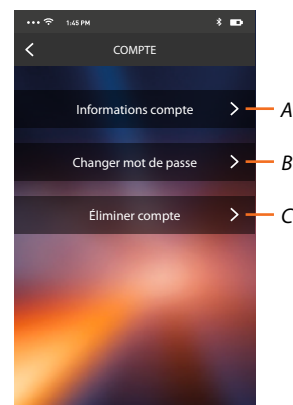 1:45 PM
COMPTE
Informations compte A
Changer mot de passe B
Éliminer compte C